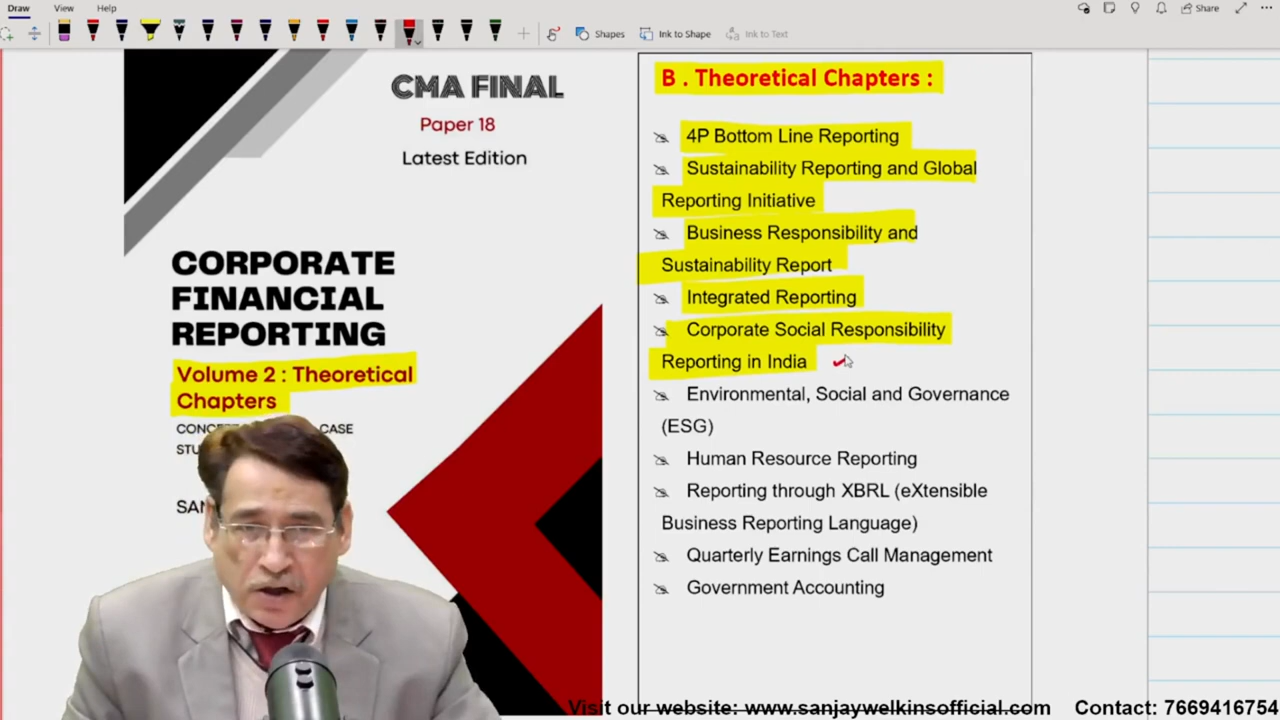 Draw View Help
Shapes Ink to Shape Ink to Text Share
CMA FINAL
Paper 18
Latest Edition
CORPORATE
FINANCIAL
REPORTING
Volume 2 : Theoretical
Chapters
CASE
B . Theoretical Chapters :
4P Bottom Line Reporting
Sustainability Reporting and Global
Reporting Initiative
Business Responsibility and
Sustainability Report
Integrated Reporting
Corporate Social Responsibility
Reporting in India
Environmental, Social and Governance
(ESG)
Human Resource Reporting
Reporting through XBRL (eXtensible
Business Reporting Language)
Quarterly Earnings Call Management
Government Accounting
Visit our website: www.sanjaywelkinsofficial.com Contact: 7669416754